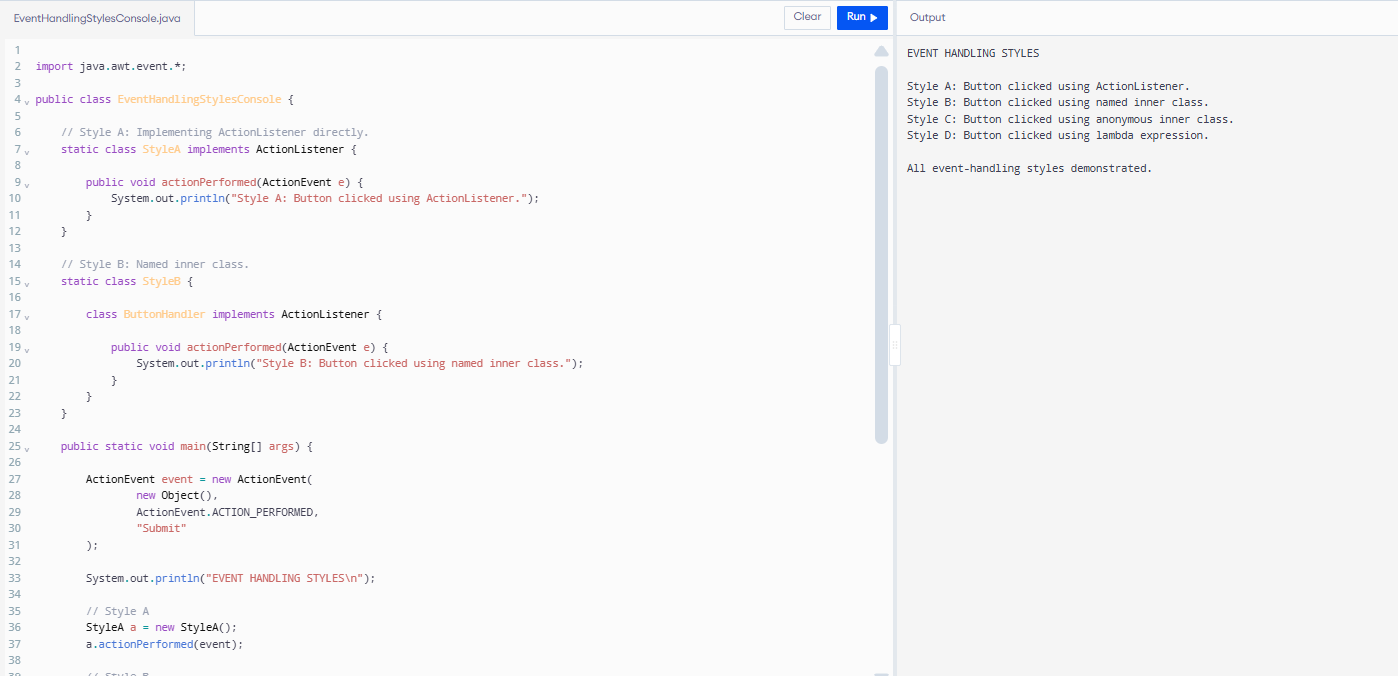 EventHandlingStylesConsole.java
Clear
Run
Output
1
2 import java.awt.event.*;
3
4 public class EventHandlingStylesConsole {
5
6 // Style A: Implementing ActionListener directly.
7 static class StyleA implements ActionListener {
8
9 public void actionPerformed(ActionEvent e) {
10 System.out.println("Style A: Button clicked using ActionListener.");
11 }
12 }
13
14 // Style B: Named inner class.
15 static class StyleB {
16
17 class ButtonHandler implements ActionListener {
18
19 public void actionPerformed(ActionEvent e) {
20 System.out.println("Style B: Button clicked using named inner class.");
21 }
22 }
23 }
24
25 public static void main(String[] args) {
26
27 ActionEvent event = new ActionEvent(
28 new Object(),
29 ActionEvent.ACTION_PERFORMED,
30 "Submit"
31 );
32
33 System.out.println("EVENT HANDLING STYLES\n");
34
35 // Style A
36 StyleA a = new StyleA();
37 a.actionPerformed(event);
38
39 // Style B
EVENT HANDLING STYLES
Style A: Button clicked using ActionListener.
Style B: Button clicked using named inner class.
Style C: Button clicked using anonymous inner class.
Style D: Button clicked using lambda expression.
All event-handling styles demonstrated.